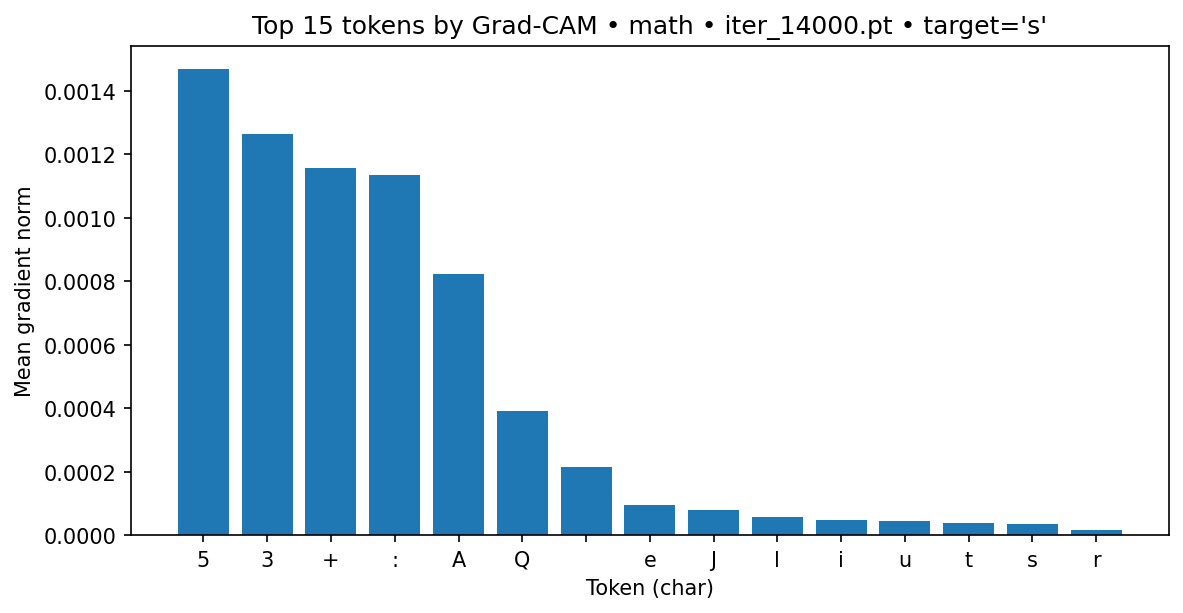 Top 15 tokens by Grad-CAM • math • iter_14000.pt • target='s'
Mean gradient norm
0.0014
0.0012
0.0010
0.0008
0.0006
0.0004
0.0002
0.0000
5 3 + : A Q e J l i u t s r
Token (char)